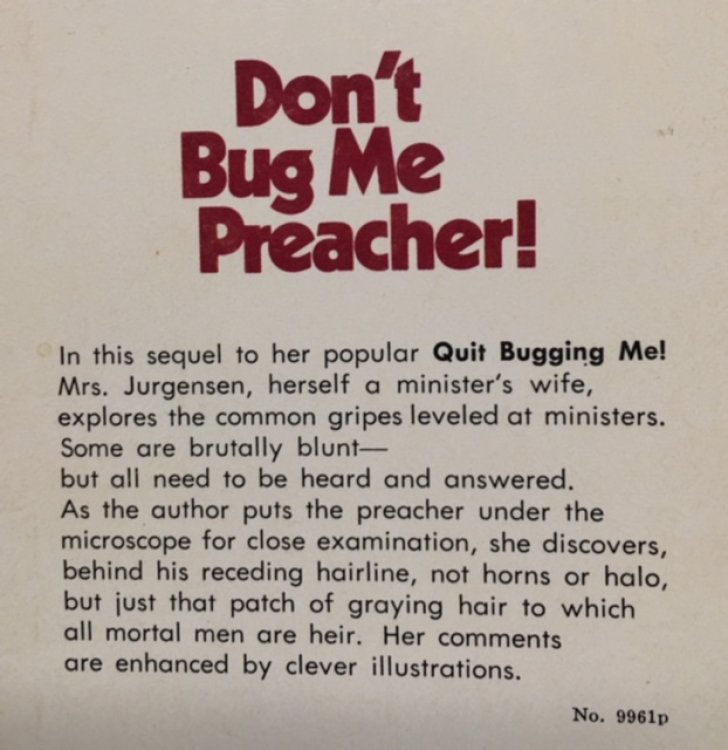 Don't
Bug Me
Preacher!
In this sequel to her popular Quit Bugging Me!
Mrs. Jurgensen, herself a minister's wife,
explores the common gripes leveled at ministers.
Some are brutally blunt—
but all need to be heard and answered.
As the author puts the preacher under the
microscope for close examination, she discovers,
behind his receding hairline, not horns or halo,
but just that patch of graying hair to which
all mortal men are heir. Her comments
are enhanced by clever illustrations.
No. 9961p